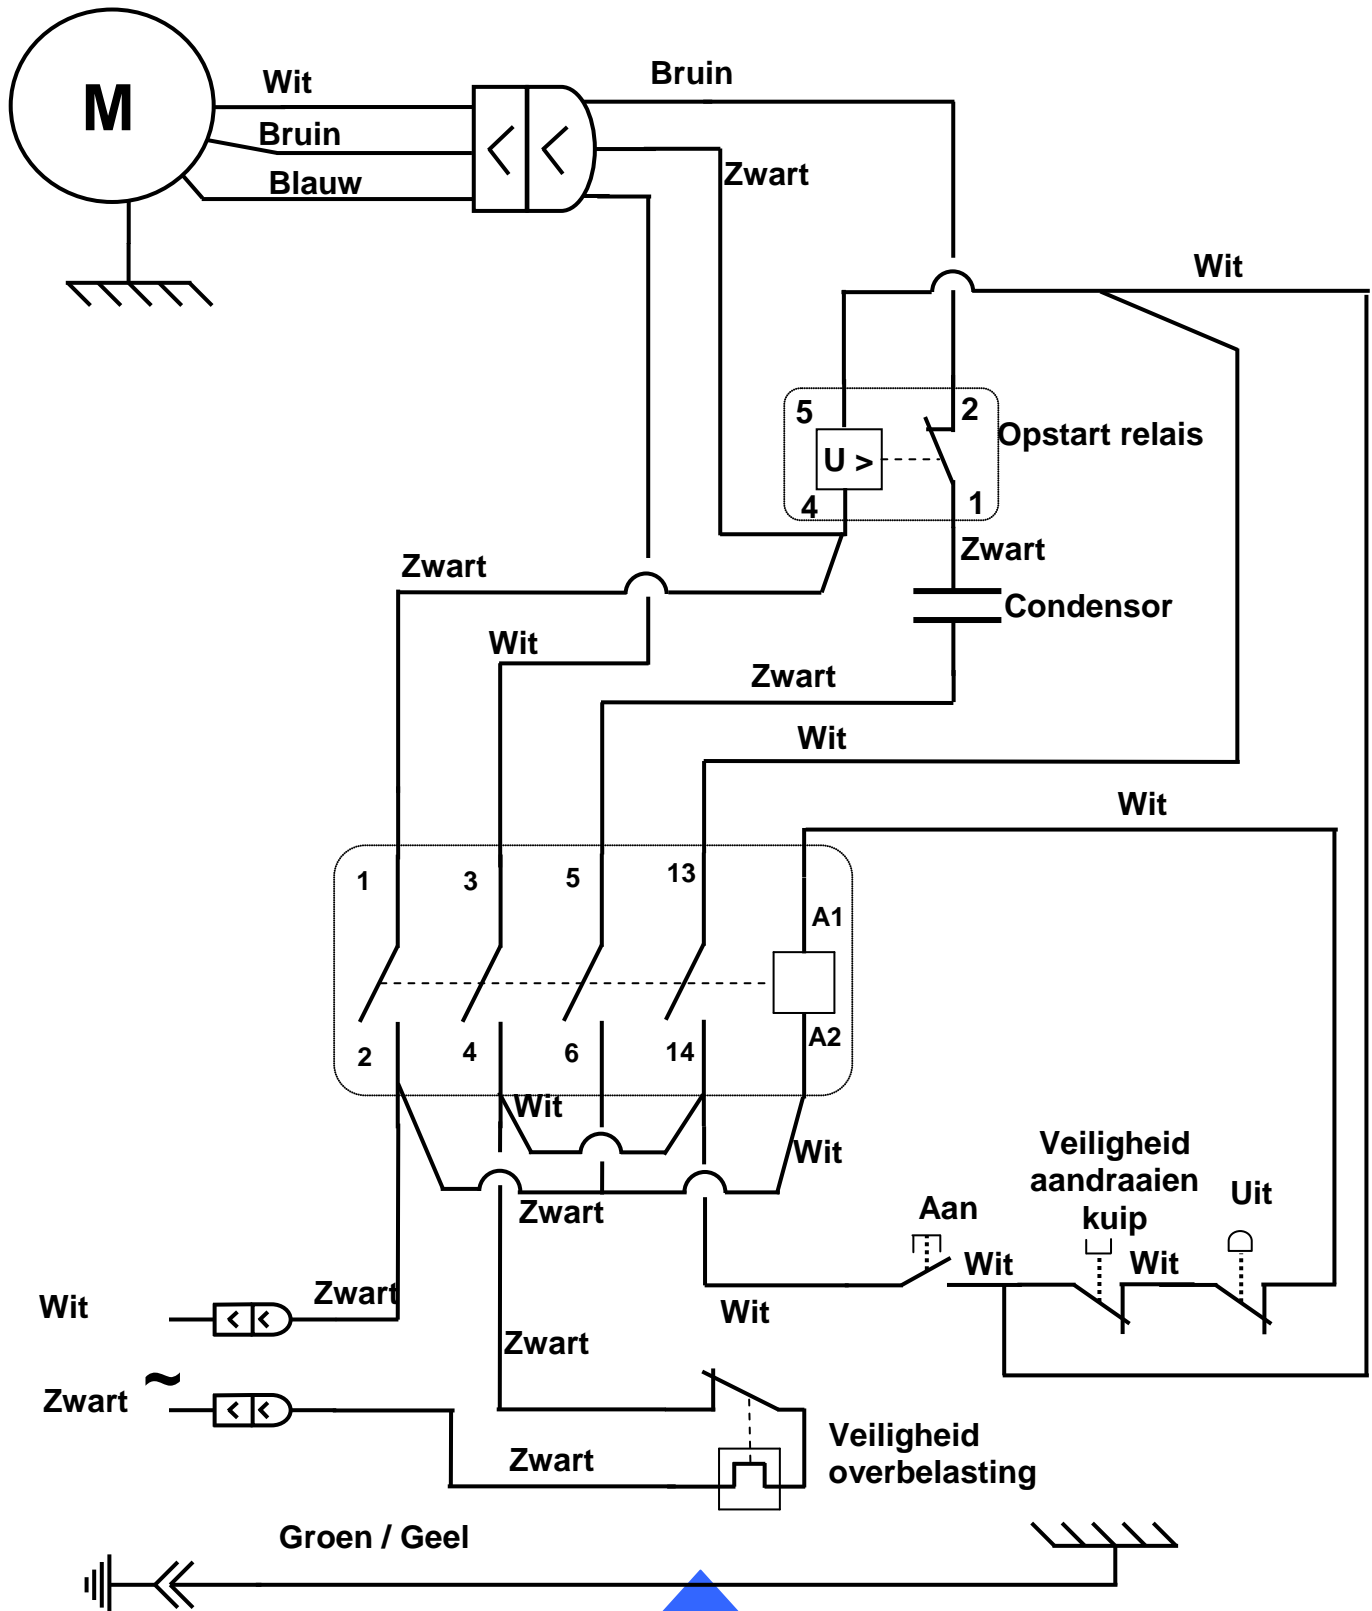 Bruin
Wit
M
Bruin
Zwart
Blauw
Wit
5
2
Opstart relais
U >
4
1
Zwart
Zwart
Condensor
Wit
Zwart
Wit
Wit
1
3
5
13
A1
A2
2
4
6
14
Wit
Wit
Veiligheid
aandraaien
kuip
Uit
Zwart
Aan
Wit
Wit
Zwart
Wit
Wit
Zwart
~
Zwart
Veiligheid
overbelasting
Zwart
Groen / Geel